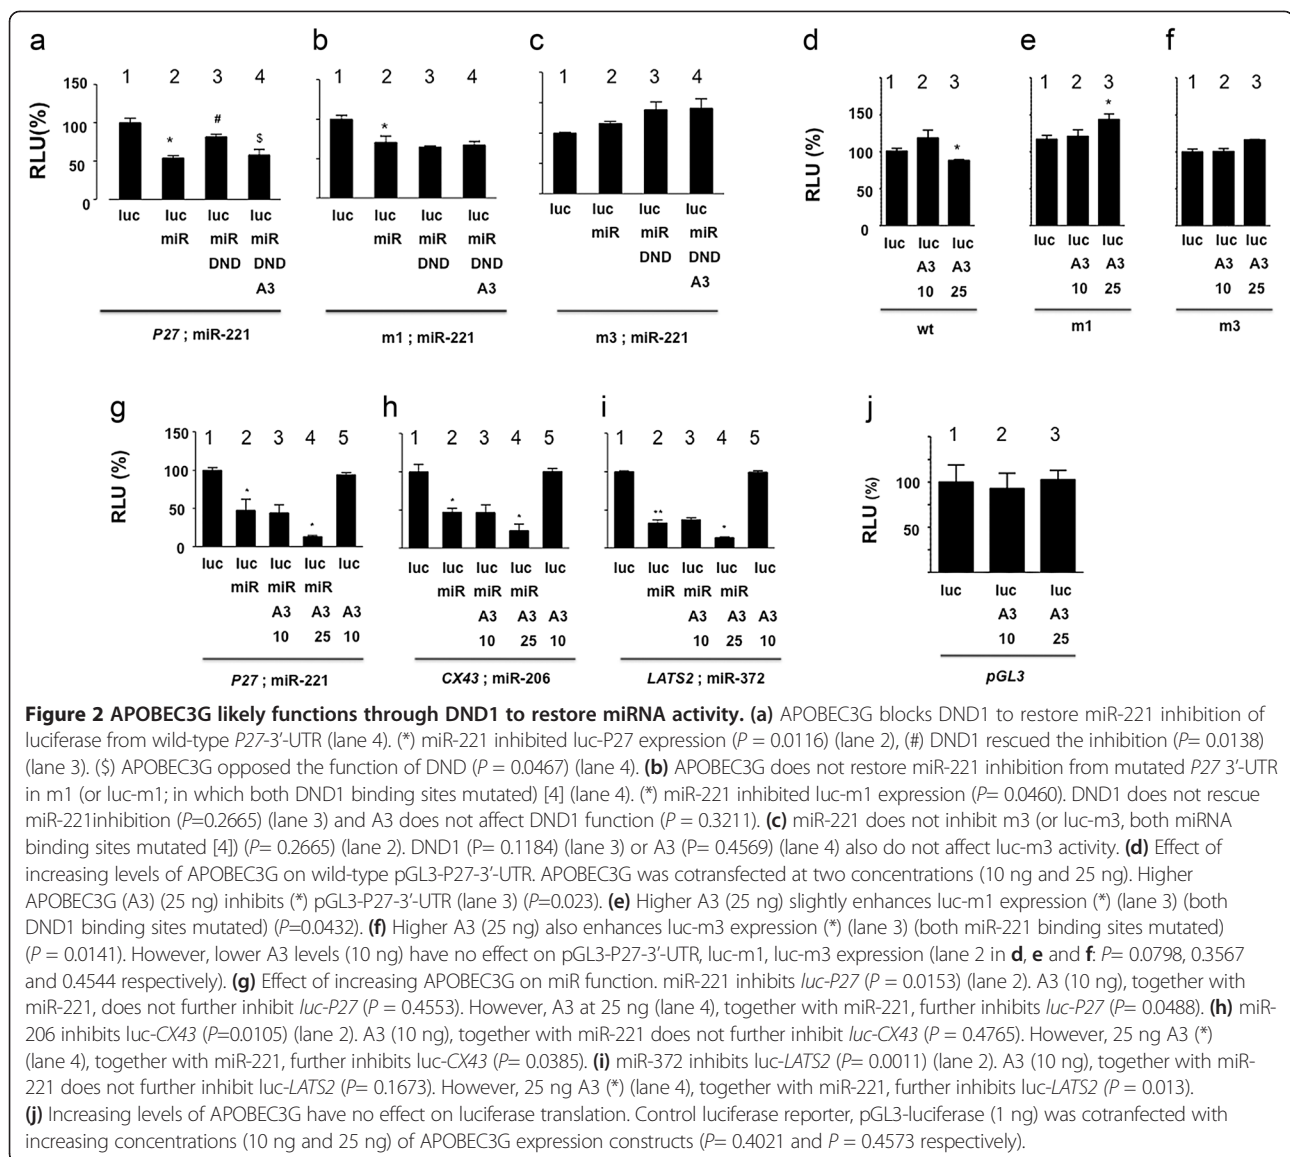 a b c d e f
1 2 3 4 1 2 3 4 1 2 3 4 1 2 3 1 2 3 1 2 3
150 100 50 0
RLU(%)
* # $
*
150 100 50 0
RLU (%)
*
*
luc luc miR luc miR DND luc miR DND A3
P27 ; miR-221
luc luc miR luc miR DND luc miR DND A3
m1 ; miR-221
luc luc miR luc miR DND luc miR DND A3
m3 ; miR-221
luc luc A3 10 luc A3 25
wt
luc luc A3 10 luc A3 25
m1
luc luc A3 10 luc A3 25
m3
g h i j
1 2 3 4 5 1 2 3 4 5 1 2 3 4 5 1 2 3
150 100 50 0
RLU (%)
* *
* *
** *
100 50
RLU (%)
luc luc miR luc miR A3 10 luc miR A3 25 luc A3 10
P27 ; miR-221
luc luc miR luc miR A3 10 luc miR A3 25 luc A3 10
CX43 ; miR-206
luc luc miR luc miR A3 10 luc miR A3 25 luc A3 10
LATS2 ; miR-372
luc luc A3 10 luc A3 25
pGL3
Figure 2 APOBEC3G likely functions through DND1 to restore miRNA activity. (a) APOBEC3G blocks DND1 to restore miR-221 inhibition of
luciferase from wild-type P27-3’-UTR (lane 4). (*) miR-221 inhibited luc-P27 expression (P = 0.0116) (lane 2), (#) DND1 rescued the inhibition (P= 0.0138)
(lane 3). ($) APOBEC3G opposed the function of DND (P = 0.0467) (lane 4). (b) APOBEC3G does not restore miR-221 inhibition from mutated P27 3’-UTR
in m1 (or luc-m1; in which both DND1 binding sites mutated) [4] (lane 4). (*) miR-221 inhibited luc-m1 expression (P= 0.0460). DND1 does not rescue
miR-221inhibition (P=0.2665) (lane 3) and A3 does not affect DND1 function (P = 0.3211). (c) miR-221 does not inhibit m3 (or luc-m3, both miRNA
binding sites mutated [4]) (P= 0.2665) (lane 2). DND1 (P= 0.1184) (lane 3) or A3 (P= 0.4569) (lane 4) also do not affect luc-m3 activity. (d) Effect of
increasing levels of APOBEC3G on wild-type pGL3-P27-3’-UTR. APOBEC was cotransfected at two concentrations (10 ng and 25 ng). Higher
APOBEC3G (A3) (25 ng) inhibits (*) pGL3-P27-3’-UTR (lane 3) (P=0.023). (e) Higher A3 (25 ng) slightly enhances luc-m1 expression (*) (lane 3) (both
DND1 binding sites mutated) (P=0.0432). (f) Higher A3 (25 ng) also enhances luc-m3 expression (*) (lane 3) (both miR-221 binding sites mutated)
(P = 0.0141). However, lower A3 levels (10 ng) have no effect on pGL3-P27-3’-UTR, luc-m1, luc-m3 expression (lane 2 in d, e and f: P= 0.0798, 0.3567
and 0.4544 respectively). (g) Effect of increasing APOBEC3G on miR function. miR-221 inhibits luc-P27 (P = 0.0153) (lane 2). A3 (10 ng), together with
miR-221, does not further inhibit luc-P27 (P = 0.4553). However, A3 at 25 ng (lane 4), together with miR-221, further inhibits luc-P27 (P= 0.0488). (h) miR-
206 inhibits luc-CX43 (P=0.0105) (lane 2). A3 (10 ng), together with miR-221 does not further inhibit luc-CX43 (P = 0.4765). However, 25 ng A3 (*)
(lane 4), together with miR-221, further inhibits luc-CX43 (P= 0.0385). (i) miR-372 inhibits luc-LATS2 (P= 0.0011) (lane 2). A3 (10 ng), together with miR-
221 does not further inhibit luc-LATS2 (P= 0.1673). However, 25 ng A3 (*) (lane 4), together with miR-221, further inhibits luc-LATS2 (P = 0.013).
(j) Increasing levels of APOBEC3G have no effect on luciferase translation. Control luciferase reporter, pGL3-luciferase (1 ng) was cotranfected with
increasing concentrations (10 ng and 25 ng) of APOBEC3G expression constructs (P= 0.4021 and P = 0.4573 respectively).